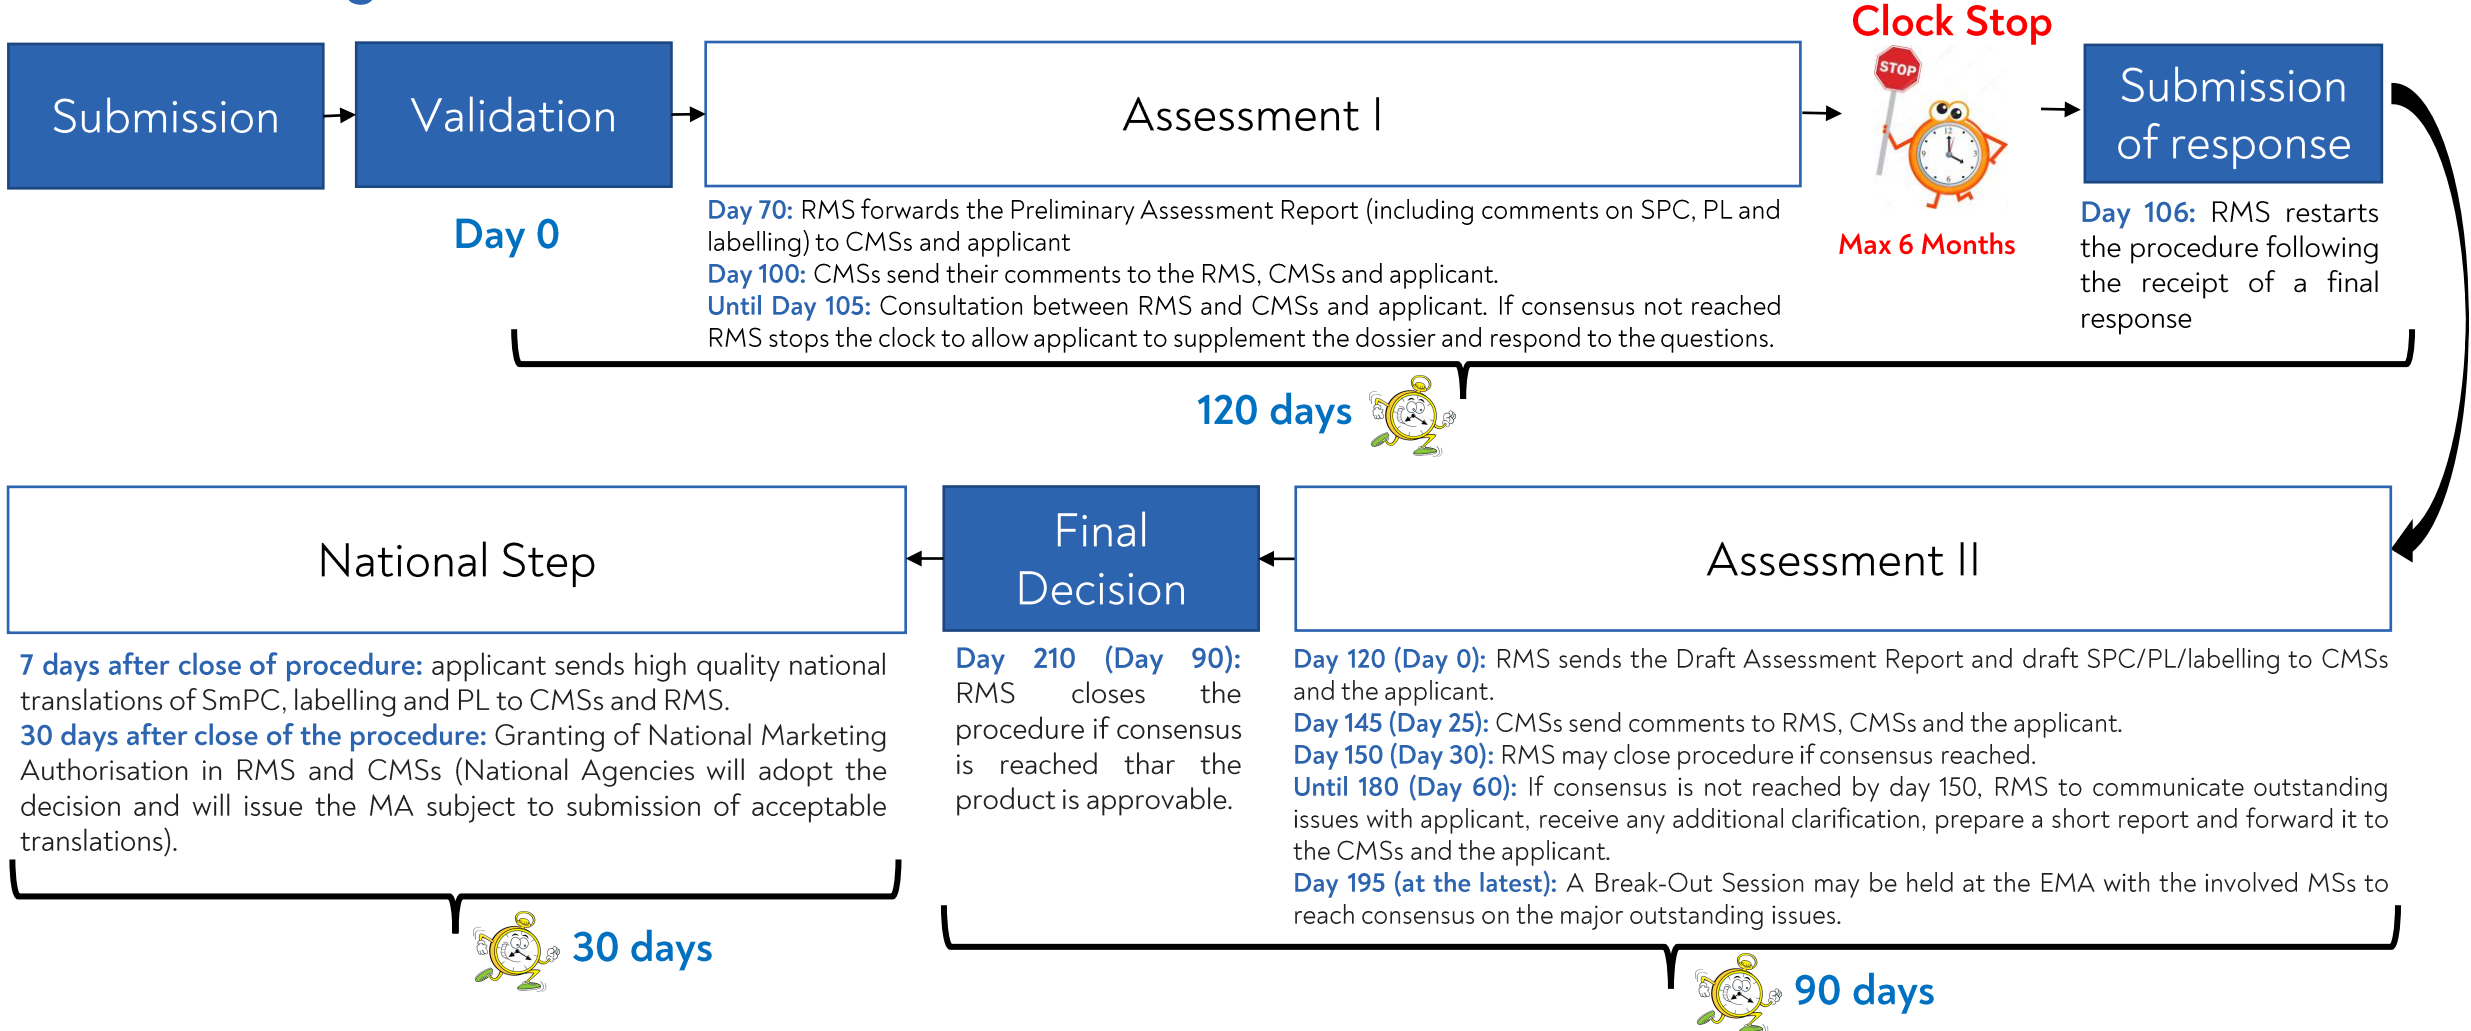 Submission
Validation
Assessment I
Clock Stop
STOP
12
3
6
9
Max 6 Months
Submission
of response
Day 0
Day 70: RMS forwards the Preliminary Assessment Report (including comments on SPC, PL and
labelling) to CMSs and applicant
Day 100: CMSs send their comments to the RMS, CMSs and applicant.
Until Day 105: Consultation between RMS and CMSs and applicant. If consensus not reached
RMS stops the clock to allow applicant to supplement the dossier and respond to the questions.
Day 106: RMS restarts
the procedure following
the receipt of a final
response
120 days
National Step
Final
Decision
Assessment II
7 days after close of procedure: applicant sends high quality national
translations of SmPC, labelling and PL to CMSs and RMS.
30 days after close of the procedure: Granting of National Marketing
Authorisation in RMS and CMSs (National Agencies will adopt the
decision and will issue the MA subject to submission of acceptable
translations).
Day 210 (Day 90):
RMS closes the
procedure if consensus
is reached thar the
product is approvable.
Day 120 (Day 0): RMS sends the Draft Assessment Report and draft SPC/PL/labelling to CMSs
and the applicant.
Day 145 (Day 25): CMSs send comments to RMS, CMSs and the applicant.
Day 150 (Day 30): RMS may close procedure if consensus reached.
Until 180 (Day 60): If consensus is not reached by day 150, RMS to communicate outstanding
issues with applicant, receive any additional clarification, prepare a short report and forward it to
the CMSs and the applicant.
Day 195 (at the latest): A Break-Out Session may be held at the EMA with the involved MSs to
reach consensus on the major outstanding issues.
30 days
90 days